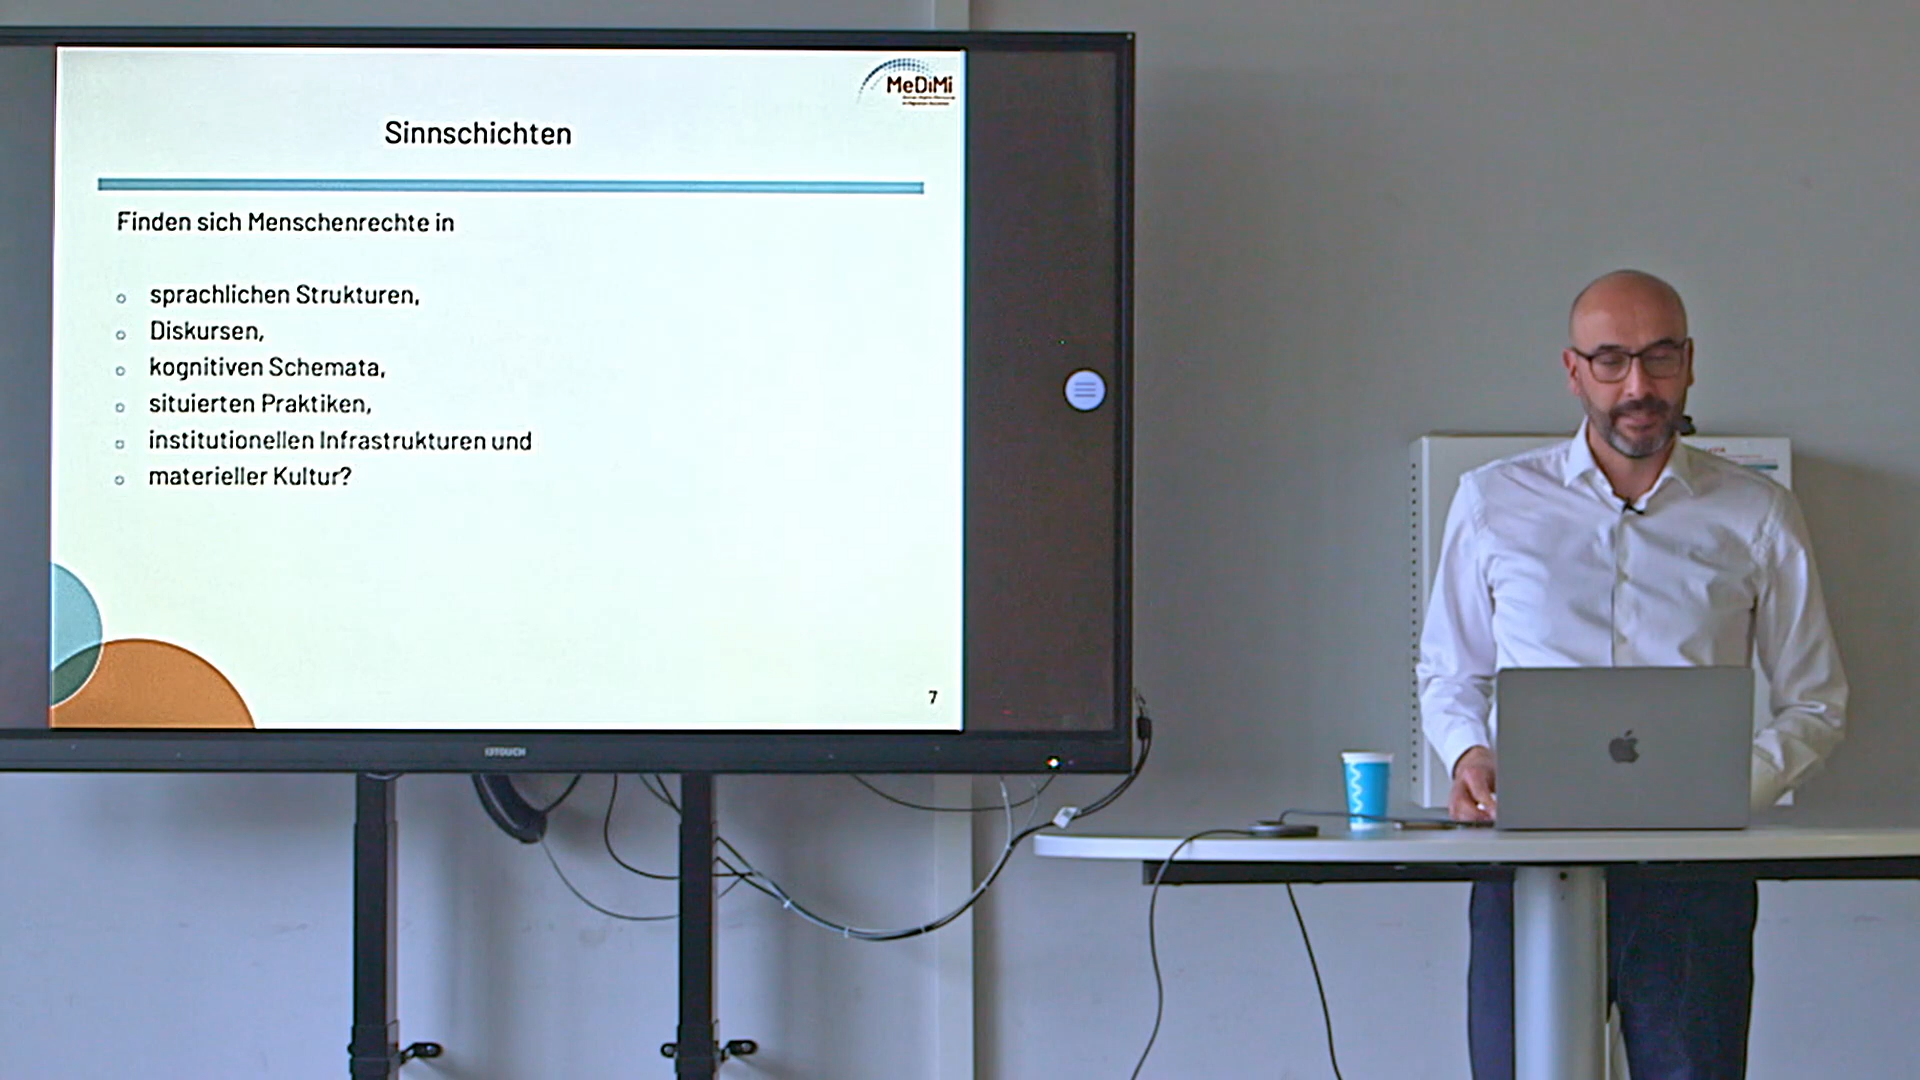 MeDiMi
Sinnschichten
Finden sich Menschenrechte in
sprachlichen Strukturen,
Diskursen,
kognitiven Schemata,
situierten Praktiken,
institutionellen Infrastrukturen und
materieller Kultur?
7